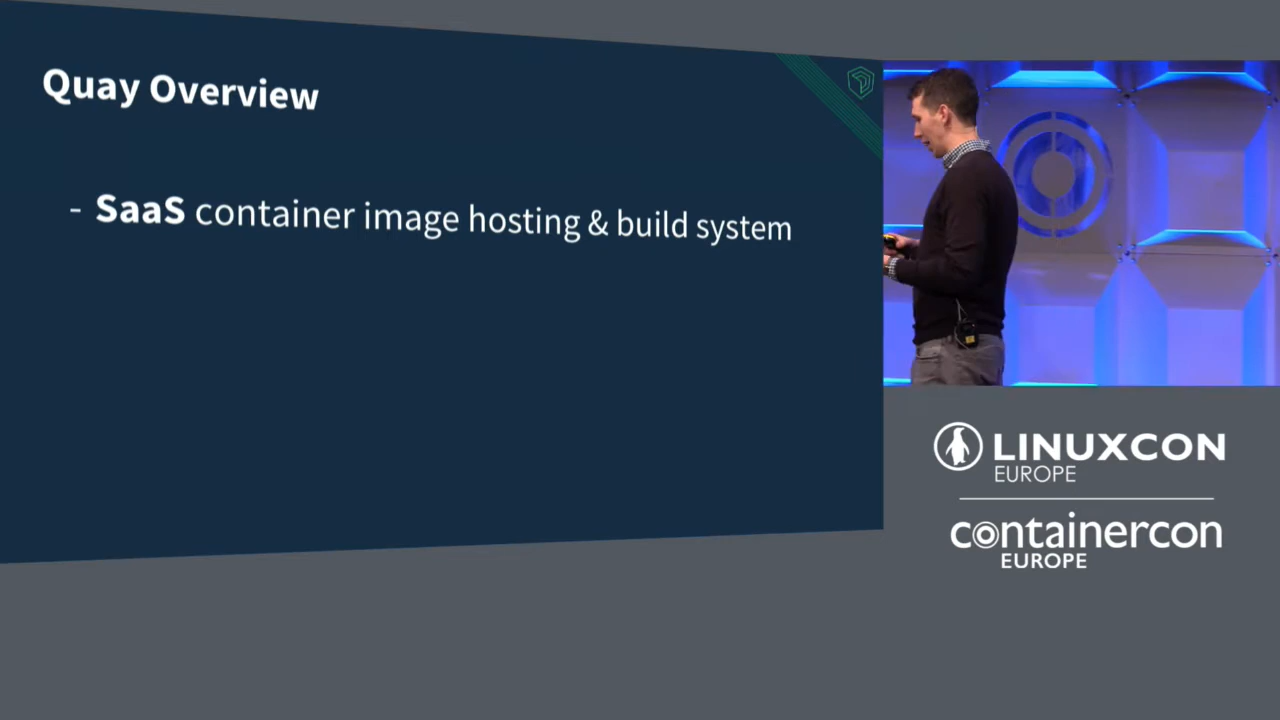 Quay Overview
- SaaS container image hosting & build system
LINUXCON
EUROPE
containercon
EUROPE